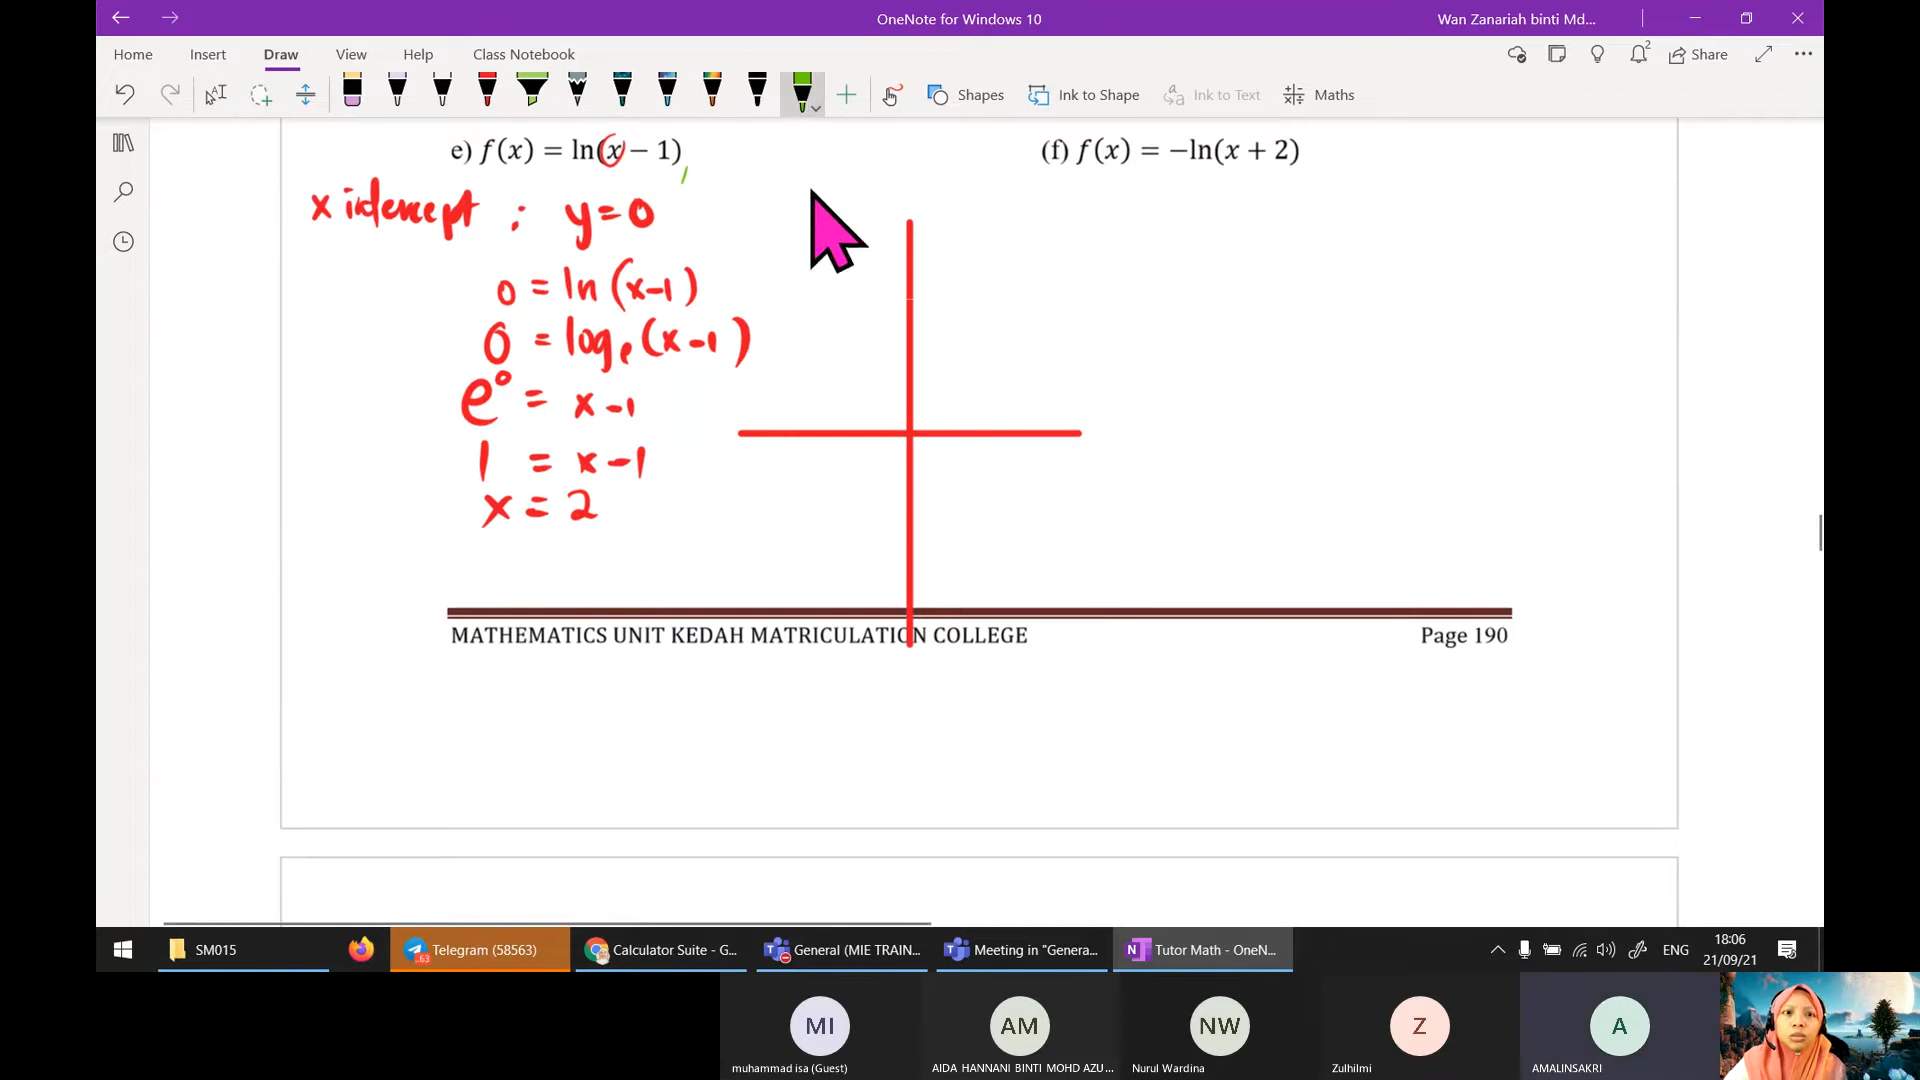 OneNote for Windows 10
Wan Zanariah binti Md...
Home Insert Draw View Help Class Notebook
2 Share
Shapes Ink to Shape Ink to Text Maths
e) f(x) = ln(x − 1)
(f) f(x) = −ln(x + 2)
x intercept : y = 0
0 = ln (x-1)
0 = logₑ (x-1)
e⁰ = x-1
1 = x-1
x = 2
MATHEMATICS UNIT KEDAH MATRICULATION COLLEGE
Page 190
SM015
Telegram (58563)
63
Calculator Suite - G...
General (MIE TRAIN...
Meeting in "Genera...
Tutor Math - OneN...
ENG
18:06
21/09/21
MI AM NW Z A
muhammad isa (Guest)
AIDA HANNANI BINTI MOHD AZU...
Nurul Wardina
Zulhilmi
AMALINSAKRI